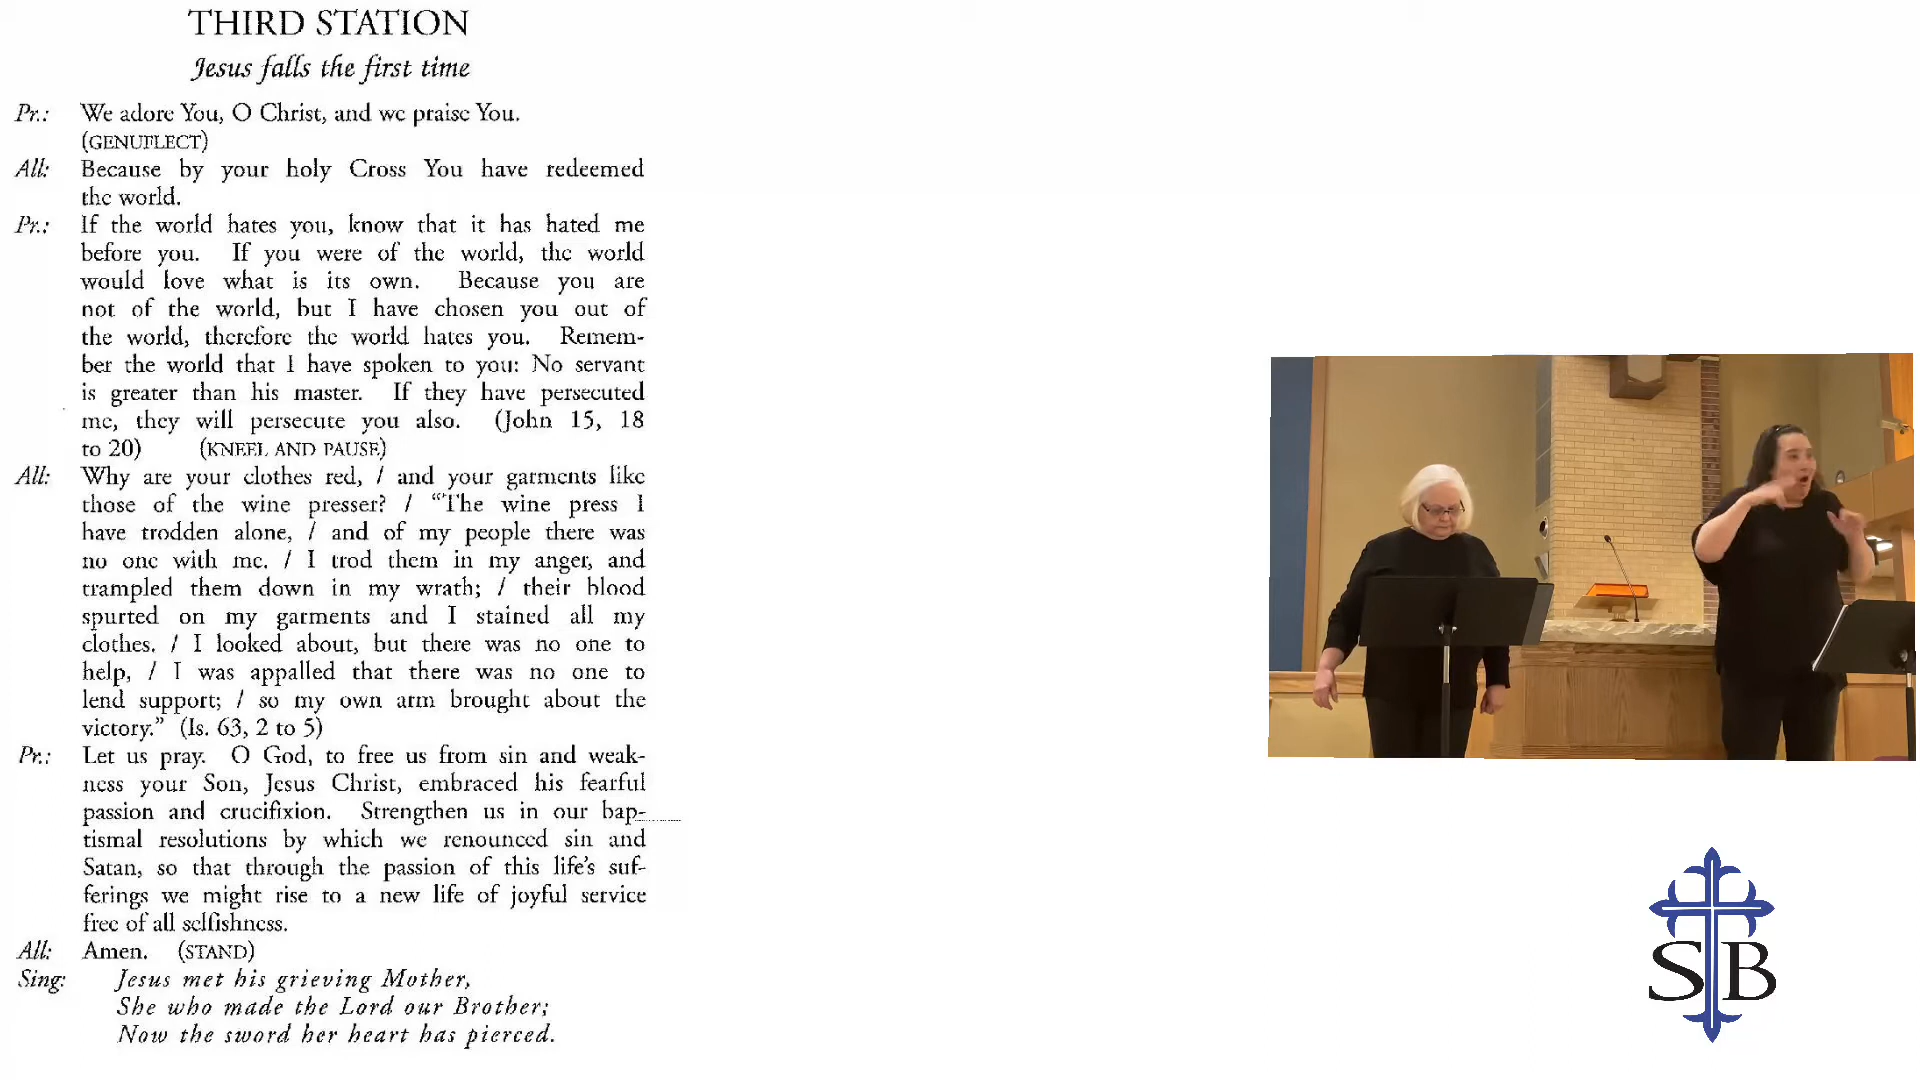 THIRD STATION
Jesus falls the first time
Pr.: We adore You, O Christ, and we praise You.
(GENUFLECT)
All: Because by your holy Cross You have redeemed
the world.
Pr.: If the world hates you, know that it has hated me
before you. If you were of the world, the world
would love what is its own. Because you are
not of the world, but I have chosen you out of
the world, therefore the world hates you. Remem-
ber the world that I have spoken to you: No servant
is greater than his master. If they have persecuted
me, they will persecute you also. (John 15, 18
to 20) (KNEEL AND PAUSE)
All: Why are your clothes red, / and your garments like
those of the wine presser? / “The wine press I
have trodden alone, / and of my people there was
no one with me. / I trod them in my anger, and
trampled them down in my wrath; / their blood
spurted on my garments and I stained all my
clothes. / I looked about, but there was no one to
help, / I was appalled that there was no one to
lend support; / so my own arm brought about the
victory.” (Is. 63, 2 to 5)
Pr.: Let us pray. O God, to free us from sin and weak-
ness your Son, Jesus Christ, embraced his fearful
passion and crucifixion. Strengthen us in our bap-
tismal resolutions by which we renounced sin and
Satan, so that through the passion of this life’s suf-
ferings we might rise to a new life of joyful service
free of all selfishness.
All: Amen. (STAND)
Sing: Jesus met his grieving Mother,
She who made the Lord our Brother;
Now the sword her heart has pierced.
SB